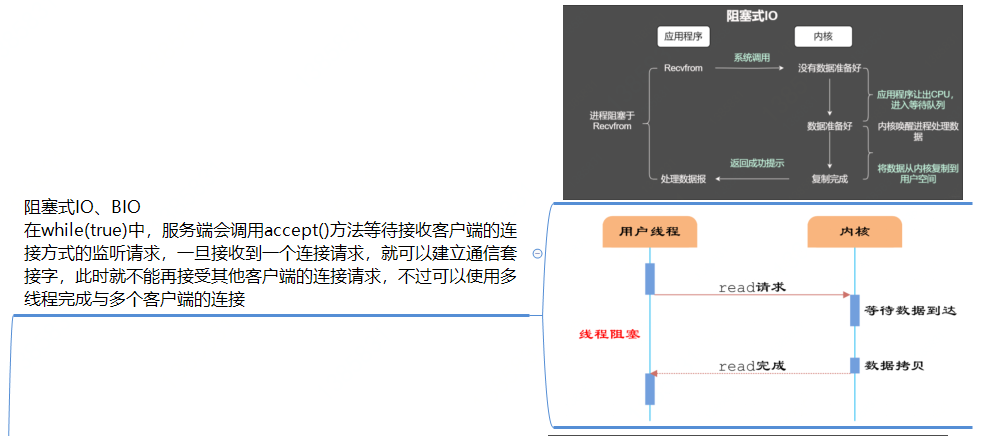 阻塞式IO
应用程序
内核
系统调用
Recvfrom
没有数据准备好
应用程序让出CPU,
进入等待队列
进程阻塞于
Recvfrom
数据准备好
内核唤醒进程处理数
据
返回成功提示
将数据从内核复制到
用户空间
处理数据报
复制完成
阻塞式IO、BIO
在while(true)中，服务端会调用accept()方法等待接收客户端的连
接方式的监听请求，一旦接收到一个连接请求，就可以建立通信套
接字，此时就不能再接受其他客户端的连接请求，不过可以使用多
线程完成与多个客户端的连接
用户线程
内核
read请求
等待数据到达
线程阻塞
read完成
数据拷贝